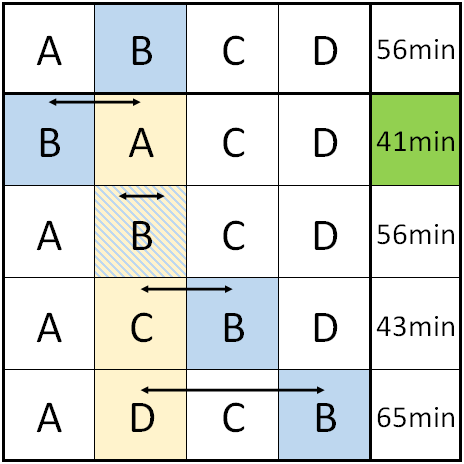 A B C D 56min
B A C D 41min
A B C D 56min
A C B D 43min
A D C B 65min